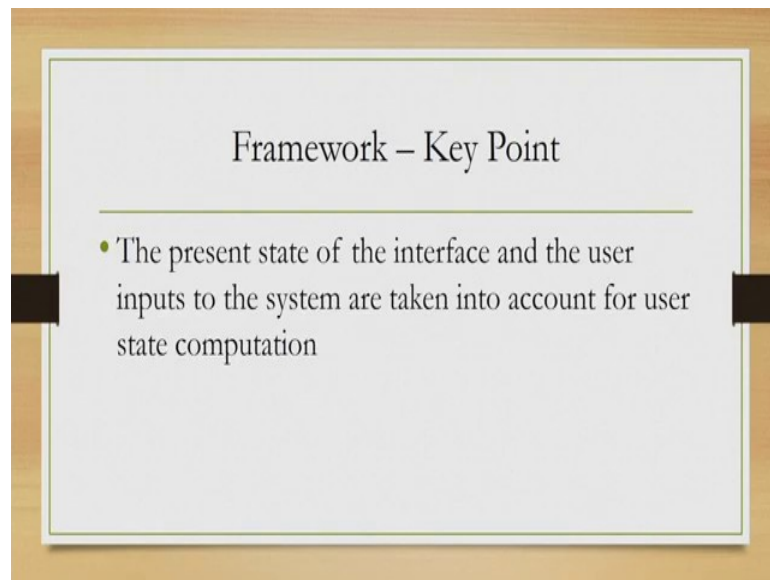 Framework – Key Point
• The present state of the interface and the user
inputs to the system are taken into account for user
state computation